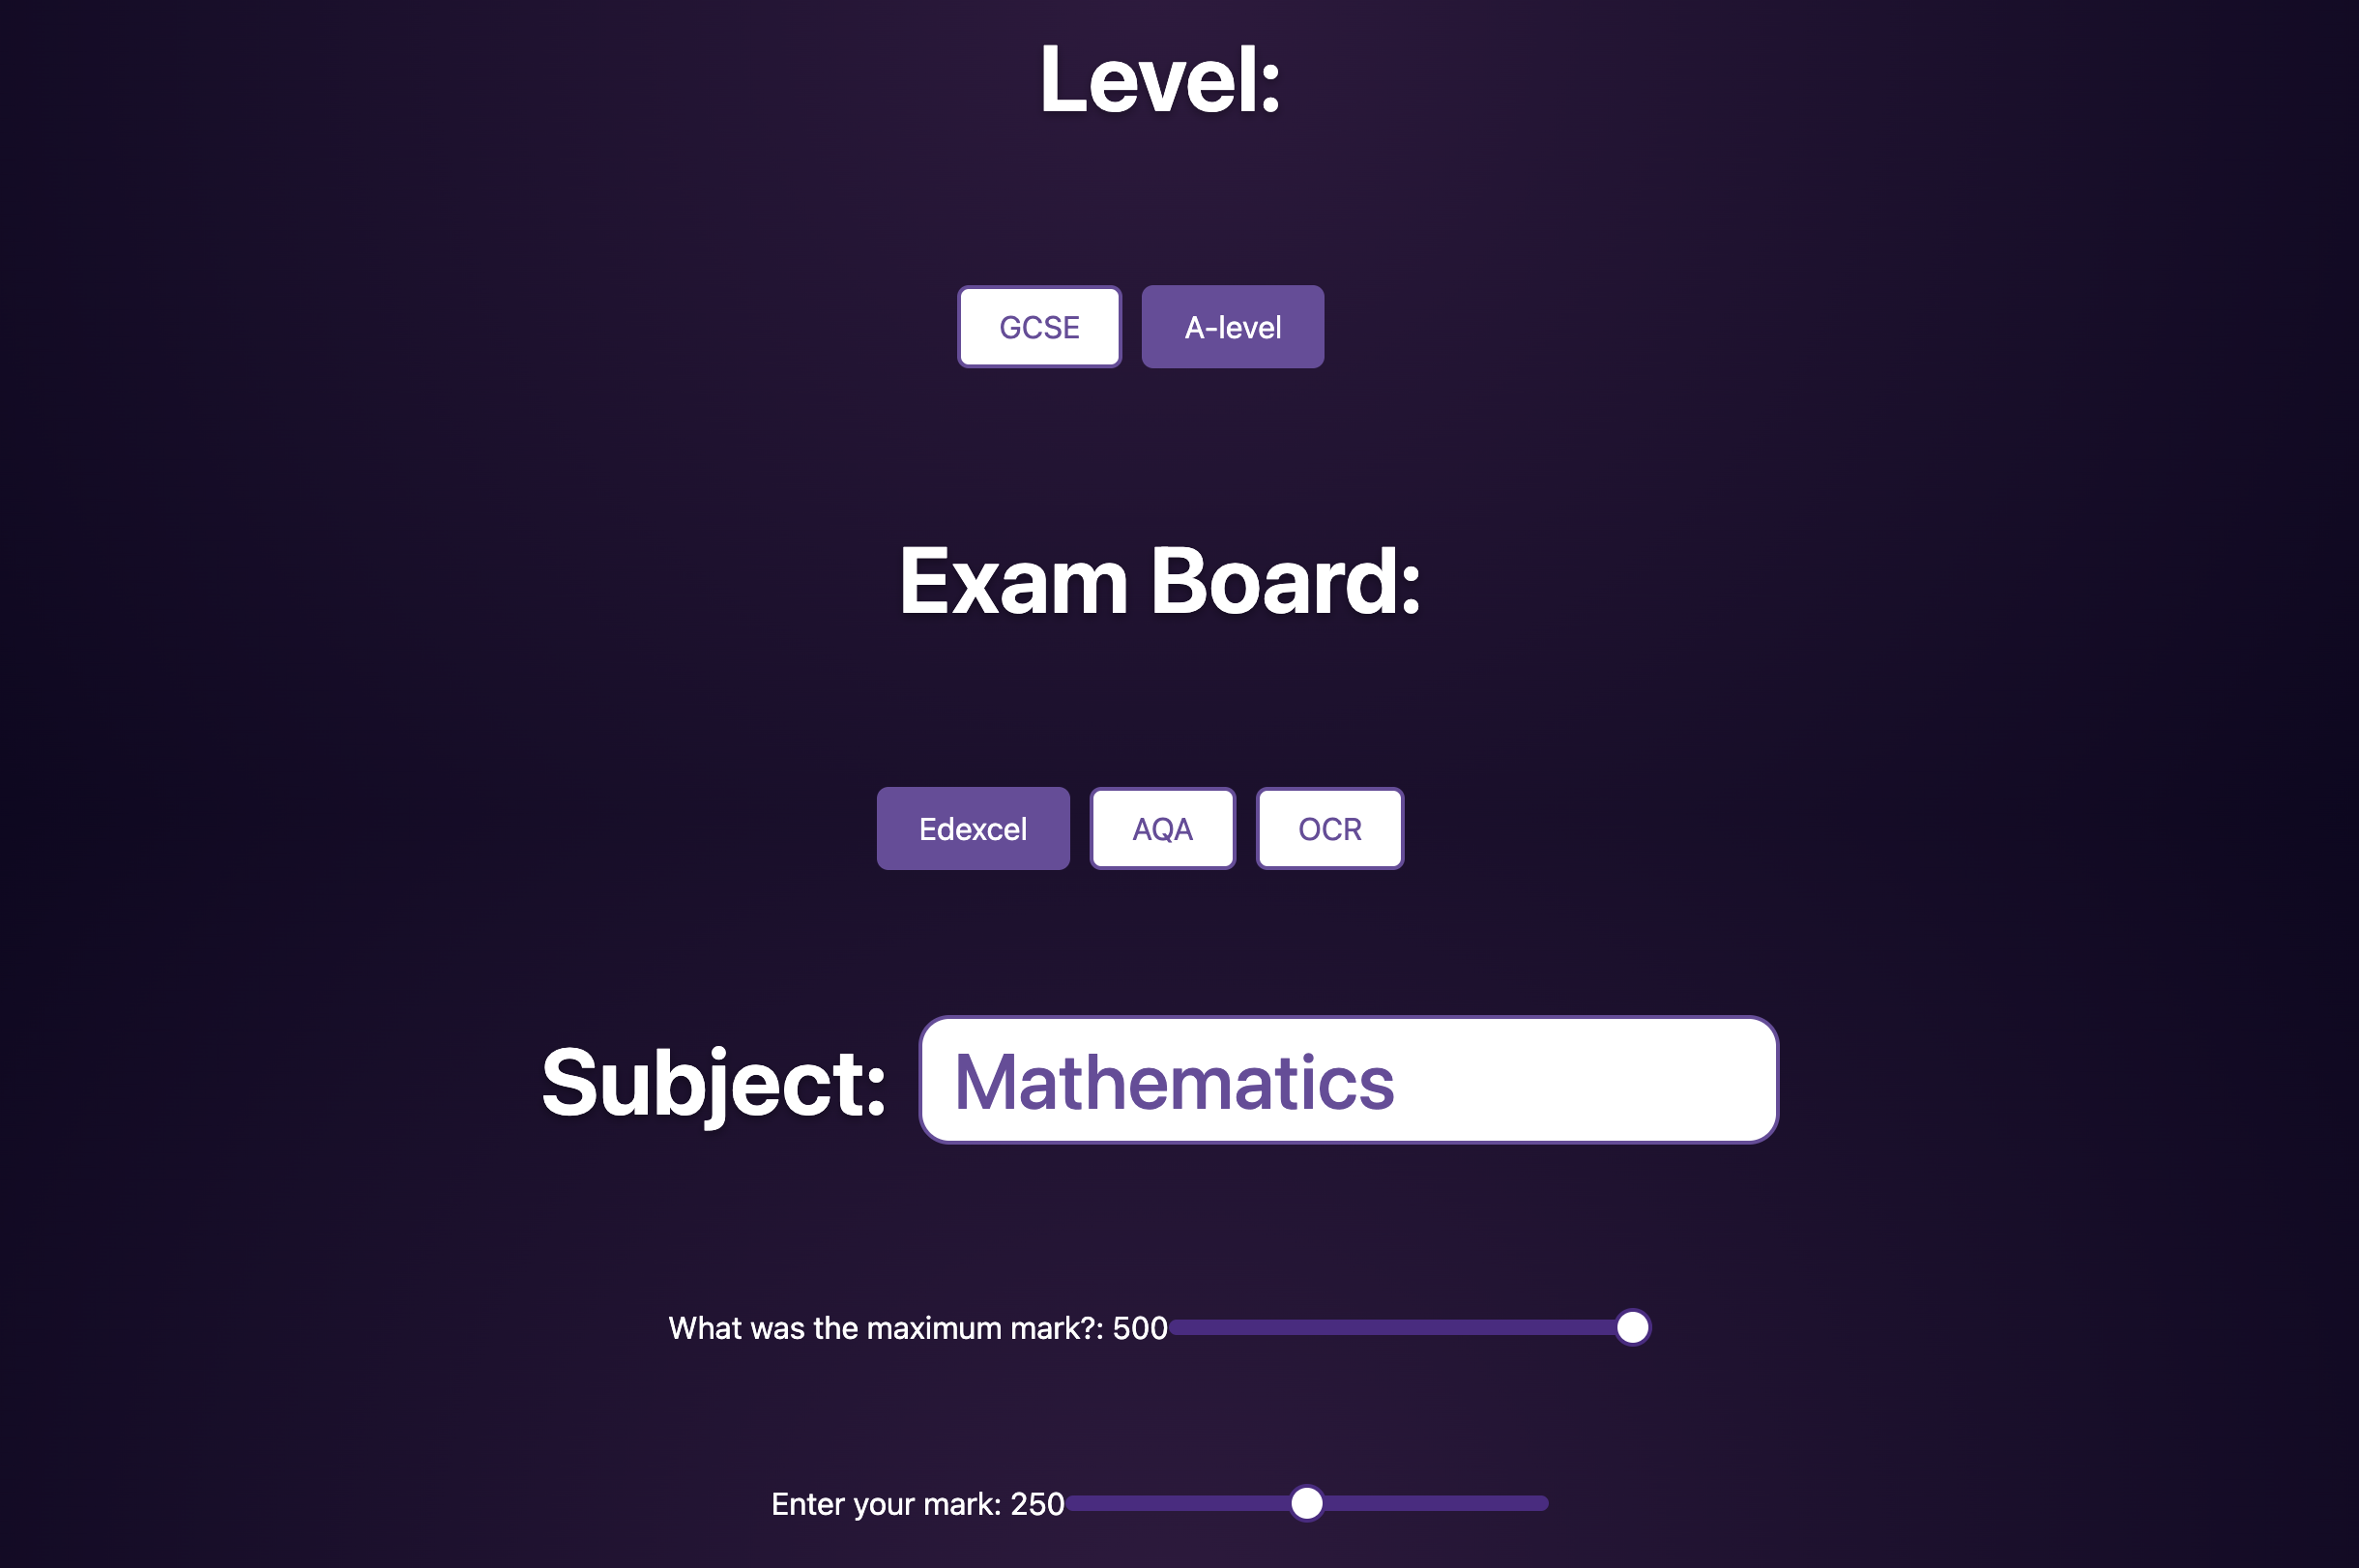 Level:
GCSE A-level
Exam Board:
Edexcel AQA OCR
Subject: Mathematics
What was the maximum mark?: 500
Enter your mark: 250